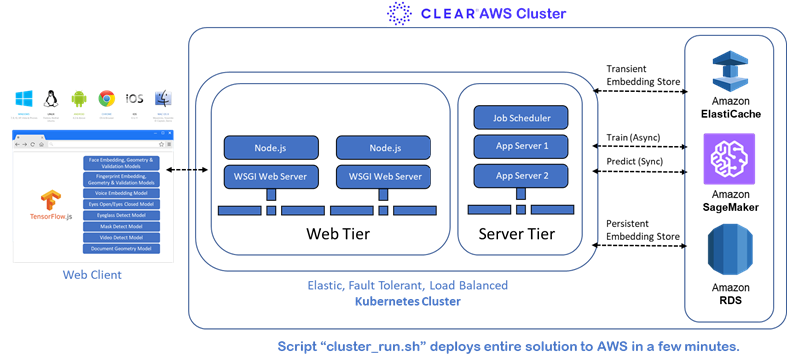 CLEAR AWS Cluster
iOS
Face Embedding, Geometry &
Validation Models
Fingerprint Embedding,
Geometry & Validation Models
Voice Embedding Model
Eyes Open/Eyes Closed Model
Eyeglass Detect Model
Mask Detect Model
Video Detect Model
Document Geometry Model
TensorFlow.js
Web Client
Node.js
WSGI Web Server
Node.js
WSGI Web Server
Web Tier
Job Scheduler
App Server 1
App Server 2
Server Tier
Elastic, Fault Tolerant, Load Balanced
Kubernetes Cluster
Transient
Embedding Store
Train (Async)
Predict (Sync)
Persistent
Embedding Store
Amazon
ElastiCache
Amazon
SageMaker
Amazon
RDS
Script “cluster_run.sh” deploys entire solution to AWS in a few minutes.